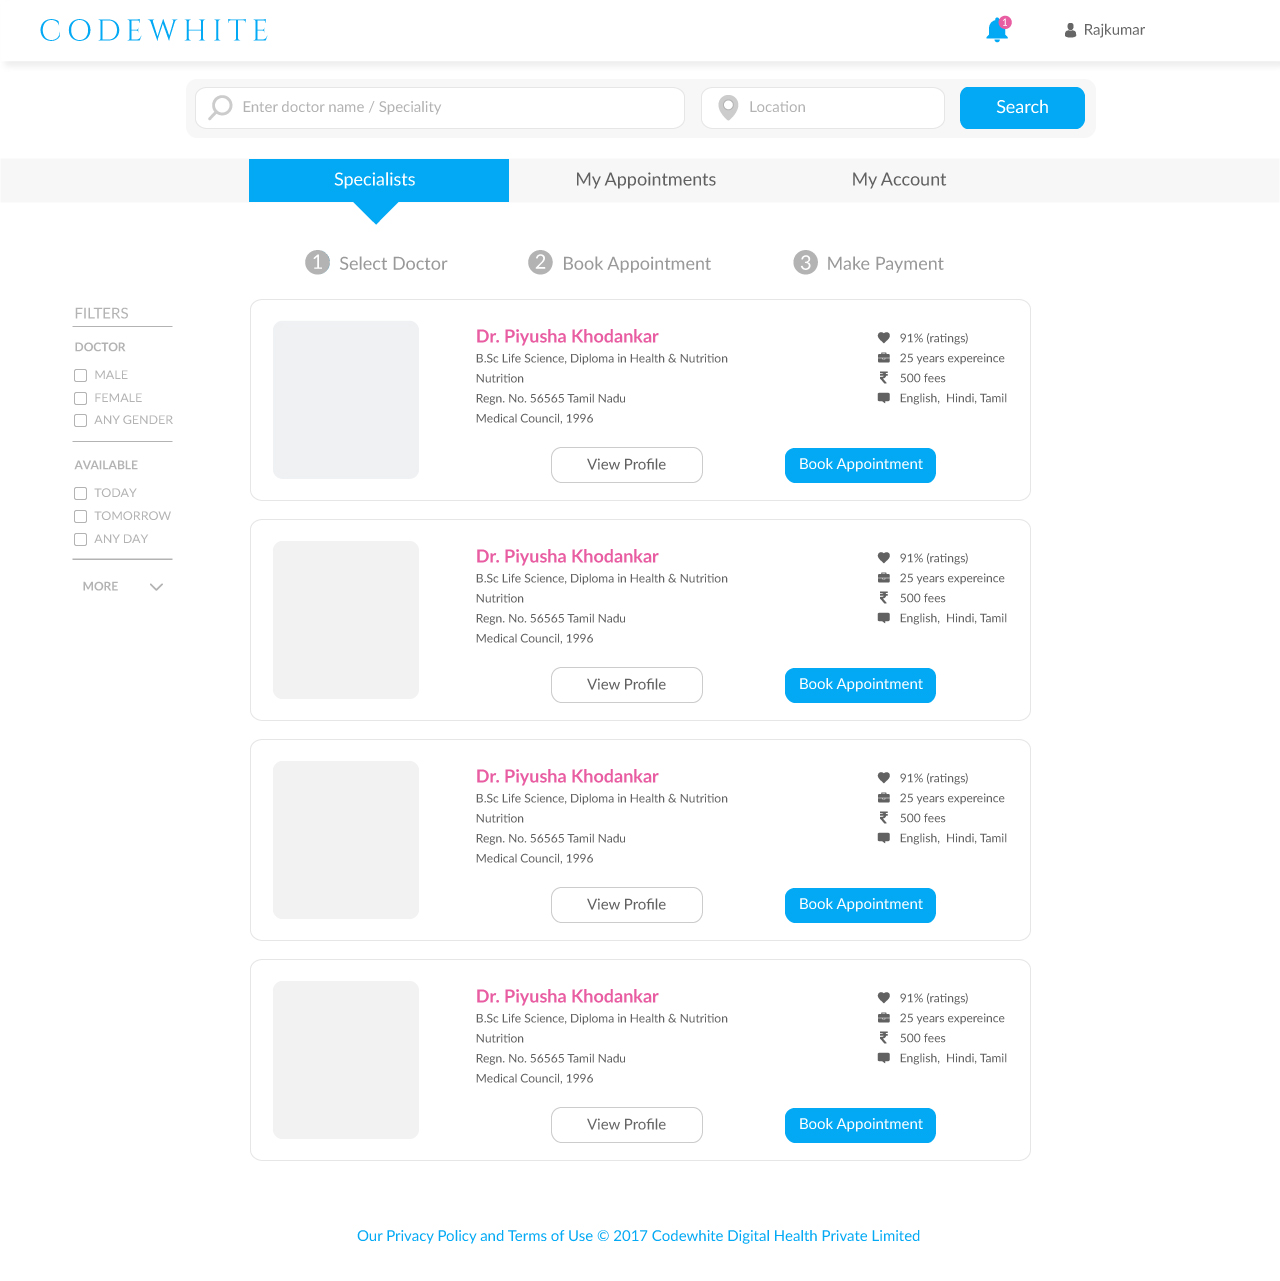 CODEWHITE
1
Rajkumar
Enter doctor name / Speciality
Location
Search
Specialists
My Appointments
My Account
1 Select Doctor
2 Book Appointment
3 Make Payment
FILTERS
DOCTOR
MALE
FEMALE
ANY GENDER
AVAILABLE
TODAY
TOMORROW
ANY DAY
MORE
Dr. Piyusha Khodankar
B.Sc Life Science, Diploma in Health & Nutrition
Nutrition
Regn. No. 56565 Tamil Nadu
Medical Council, 1996
91% (ratings)
25 years expereince
₹ 500 fees
English, Hindi, Tamil
View Profile
Book Appointment
Dr. Piyusha Khodankar
B.Sc Life Science, Diploma in Health & Nutrition
Nutrition
Regn. No. 56565 Tamil Nadu
Medical Council, 1996
91% (ratings)
25 years expereince
₹ 500 fees
English, Hindi, Tamil
View Profile
Book Appointment
Dr. Piyusha Khodankar
B.Sc Life Science, Diploma in Health & Nutrition
Nutrition
Regn. No. 56565 Tamil Nadu
Medical Council, 1996
91% (ratings)
25 years expereince
₹ 500 fees
English, Hindi, Tamil
View Profile
Book Appointment
Dr. Piyusha Khodankar
B.Sc Life Science, Diploma in Health & Nutrition
Nutrition
Regn. No. 56565 Tamil Nadu
Medical Council, 1996
91% (ratings)
25 years expereince
₹ 500 fees
English, Hindi, Tamil
View Profile
Book Appointment
Our Privacy Policy and Terms of Use © 2017 Codewhite Digital Health Private Limited